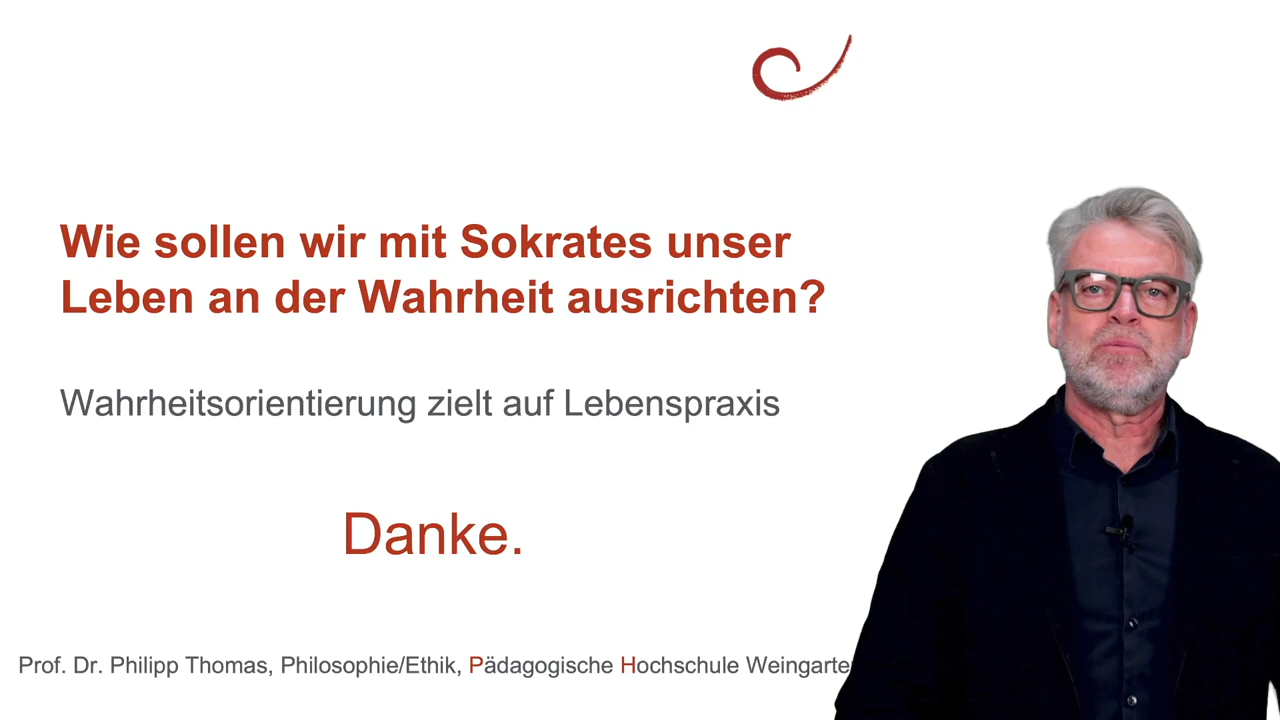 Wie sollen wir mit Sokrates unser
Leben an der Wahrheit ausrichten?
Wahrheitsorientierung zielt auf Lebenspraxis
Danke.
Prof. Dr. Philipp Thomas, Philosophie/Ethik, Pädagogische Hochschule Weingarte